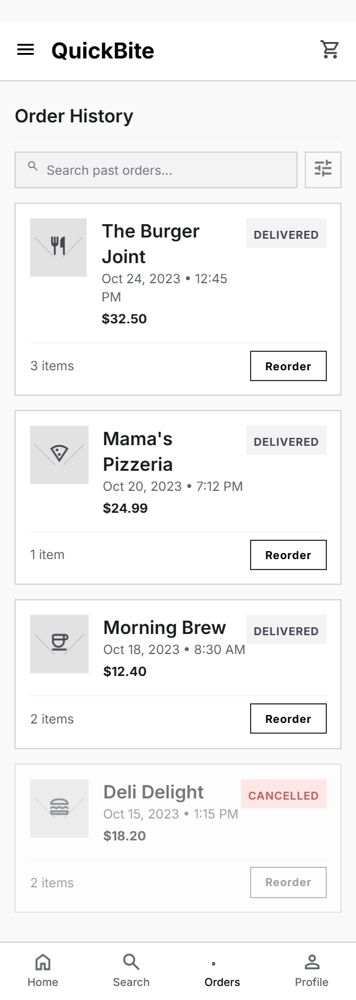 QuickBite
Order History
Search past orders...
The Burger
Joint
DELIVERED
Oct 24, 2023 • 12:45
PM
$32.50
3 items
Reorder
Mama's
Pizzeria
DELIVERED
Oct 20, 2023 • 7:12 PM
$24.99
1 item
Reorder
Morning Brew
DELIVERED
Oct 18, 2023 • 8:30 AM
$12.40
2 items
Reorder
Deli Delight
CANCELLED
Oct 15, 2023 • 1:15 PM
$18.20
2 items
Reorder
Home
Search
Orders
Profile